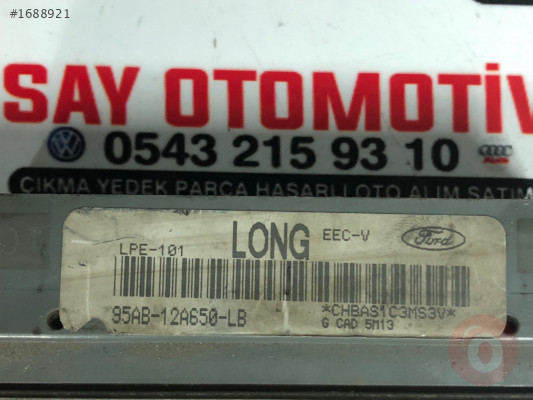 #1688921
SAY OTOMOTİV
0543 215 93 10
ÇIKMA YEDEK PARÇA HASARLI OTO ALIM SATIM
LPE-101 LONG EEC-V Ford
95AB-12A650-LB *CHBAS1C3MS3V*
G CAD 5M13